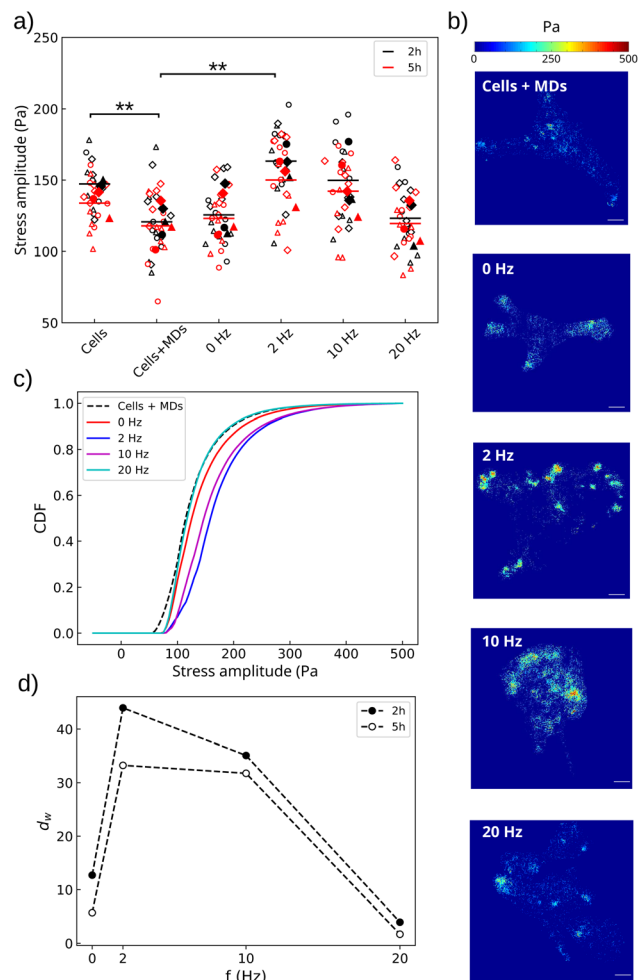 a)
250
200
150
100
50
Stress amplitude (Pa)
**
**
2h
5h
Cells
Cells+MDs
0 Hz
2 Hz
10 Hz
20 Hz
b)
Pa
0
250
500
Cells + MDs
0 Hz
2 Hz
10 Hz
20 Hz
c)
1.0
0.8
0.6
0.4
0.2
0.0
CDF
Cells + MDs
0 Hz
2 Hz
10 Hz
20 Hz
0
100
200
300
400
500
Stress amplitude (Pa
d)
40
30
20
10
0
dw
2h
5h
0
2
10
20
f (Hz)